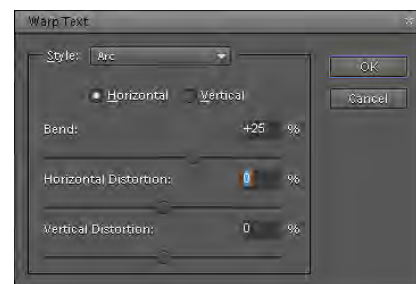 Warp Text
Style: Arc
OK
Horizontal Vertical
Cancel
Bend: +25 %
Horizontal Distortion: 0 %
Vertical Distortion: 0 %